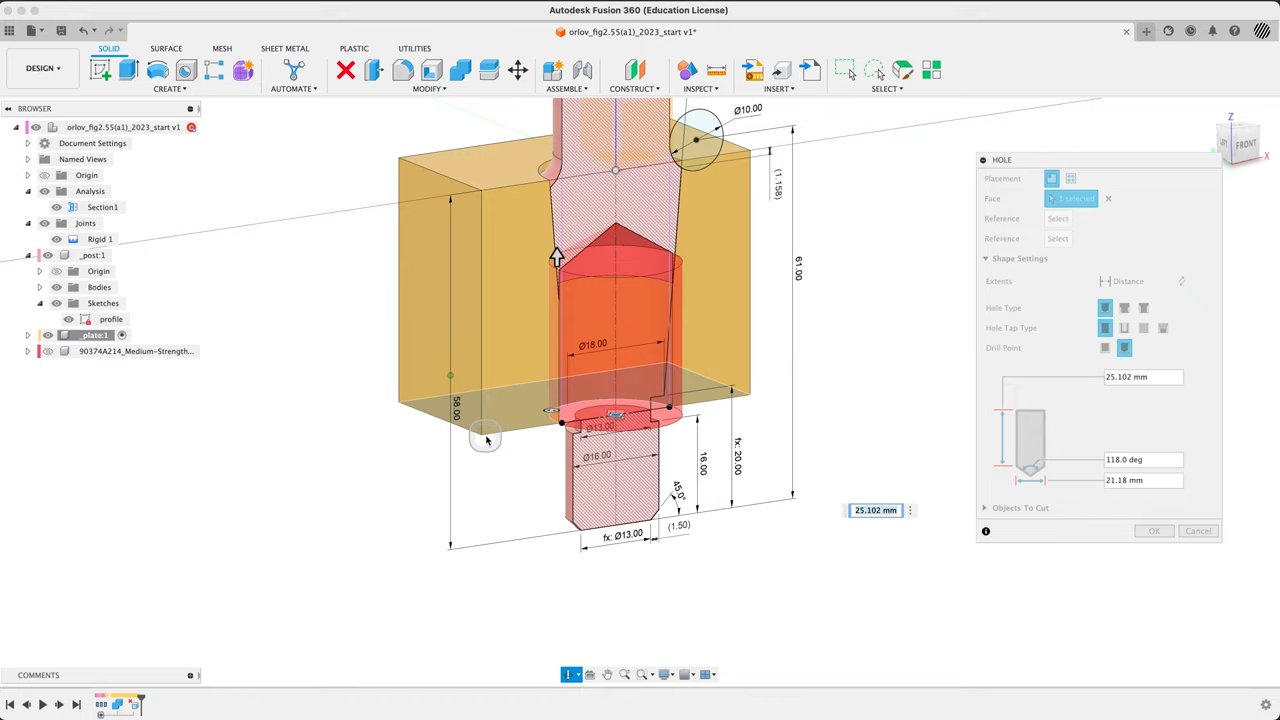 Autodesk Fusion 360 (Education License)
orlov_fig2.55(a1)_2023_start v1*
DESIGN
SOLID
SURFACE
MESH
SHEET METAL
PLASTIC
UTILITIES
CREATE
AUTOMATE
MODIFY
ASSEMBLE
CONSTRUCT
INSPECT
INSERT
SELECT
BROWSER
orlov_fig2.55(a1)_2023_start v1
Document Settings
Named Views
Origin
Analysis
Section1
Joints
Rigid 1
_post:1
Origin
Bodies
Sketches
profile
_plate:1
90374A214_Medium-Strength...
Ø10.00
(1.158)
61.00
Ø18.00
58.00
Ø13.00
Ø16.00
16.00
fx: 20.00
45.0°
(1.50)
fx: Ø13.00
25.102 mm
Z
FRONT
X
HOLE
Placement
Face
1 selected
Reference
Select
Reference
Select
Shape Settings
Extents
Distance
Hole Type
Hole Tap Type
Drill Point
25.102 mm
118.0 deg
21.18 mm
Objects To Cut
OK
Cancel
COMMENTS